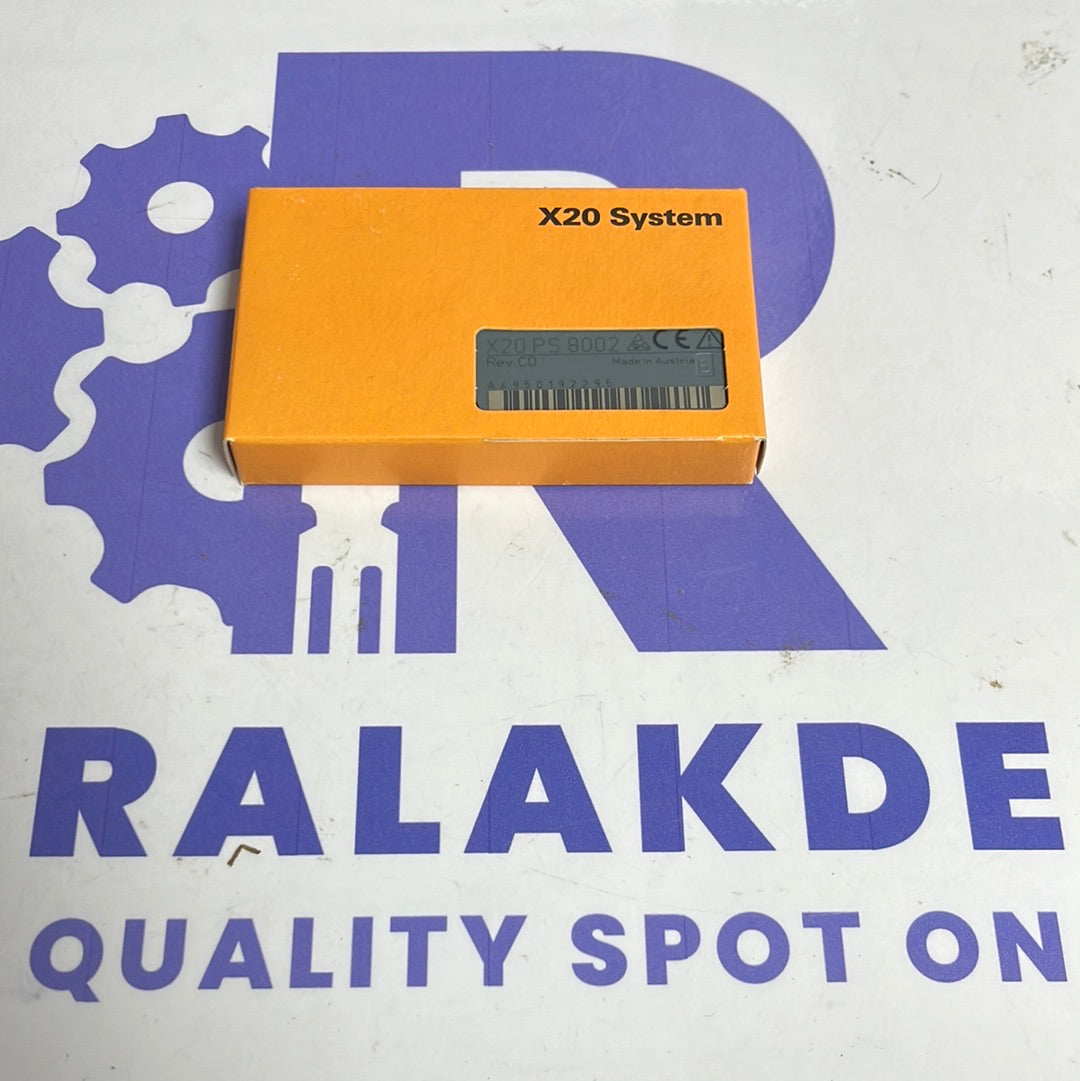 X20 System
X20 PS 8002
Rev.C0
Made in Austria
RALAKDE
QUALITY SPOT ON